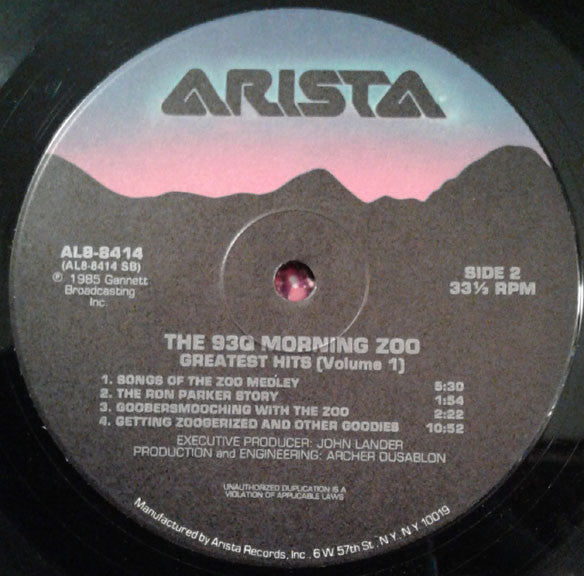 ARISTA
AL8-8414
(AL8-8414 SB)
℗ 1985 Gannett
Broadcasting
Inc.
SIDE 2
33⅓ RPM
THE 93Q MORNING ZOO
GREATEST HITS (Volume 1)
1. SONGS OF THE ZOO MEDLEY 5:30
2. THE RON PARKER STORY 1:54
3. GOOBERSMOOCHING WITH THE ZOO 2:22
4. GETTING ZOOGERIZED AND OTHER GOODIES 10:52
EXECUTIVE PRODUCER: JOHN LANDER
PRODUCTION and ENGINEERING: ARCHER DUSABLON
UNAUTHORIZED DUPLICATION IS A
VIOLATION OF APPLICABLE LAWS
Manufactured by Arista Records, Inc. 6 W 57th St., N.Y. N.Y 10019